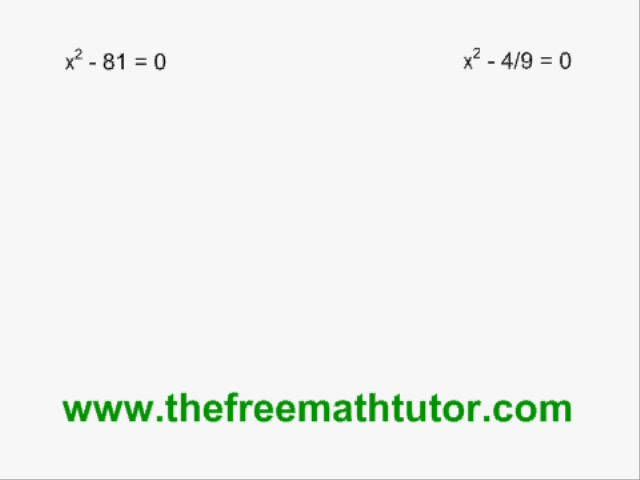 x² - 81 = 0
x² - 4/9 = 0
www.thefreemathtutor.com